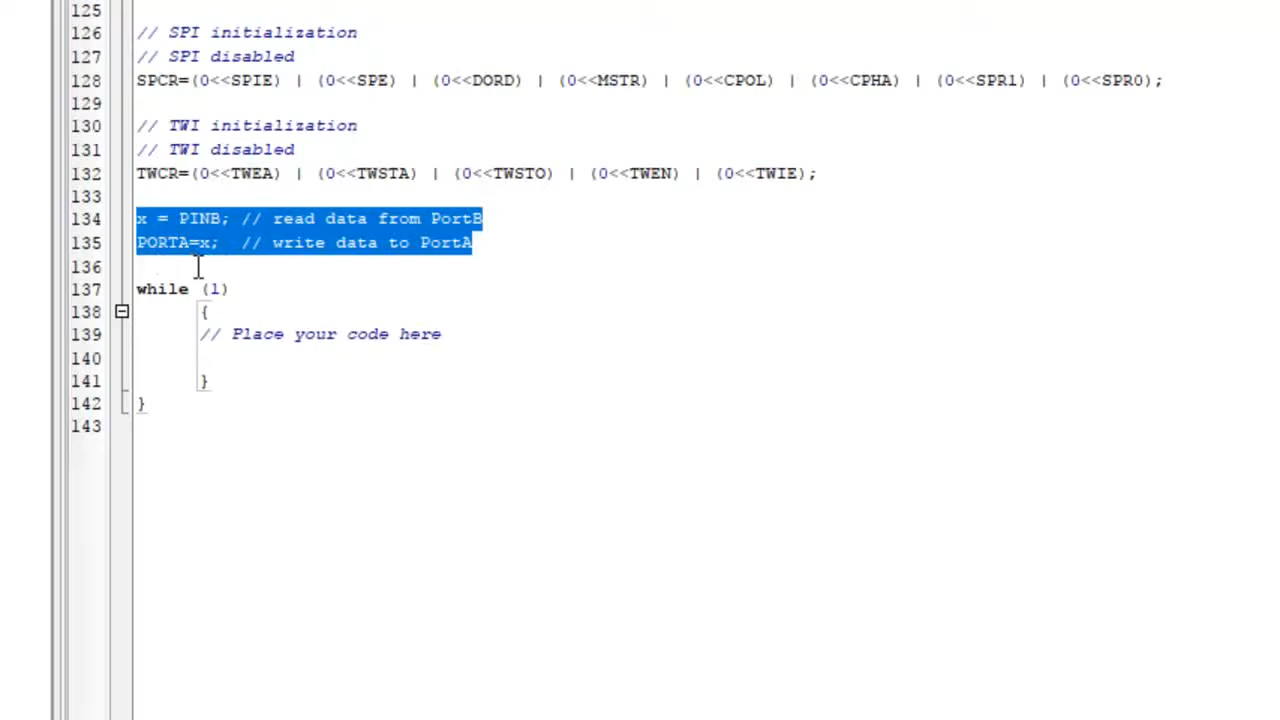 125
126 // SPI initialization
127 // SPI disabled
128 SPCR=(0<<SPIE) | (0<<SPE) | (0<<DORD) | (0<<MSTR) | (0<<CPOL) | (0<<CPHA) | (0<<SPR1) | (0<<SPR0);
129
130 // TWI initialization
131 // TWI disabled
132 TWCR=(0<<TWEA) | (0<<TWSTA) | (0<<TWSTO) | (0<<TWEN) | (0<<TWIE);
133
134 x = PINB; // read data from PortB
135 PORTA=x;  // write data to PortA
136
137 while (1)
138 {
139 // Place your code here
140
141 }
142 }
143